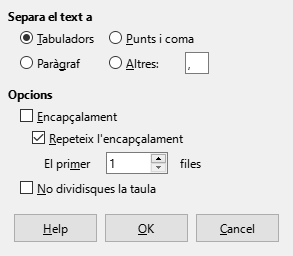 Separa el text a
Tabuladors Punts i coma
Paràgraf Altres: ,
Opcions
Encapçalament
Repeteix l'encapçalament
El primer 1 files
No dividisques la taula
Help OK Cancel